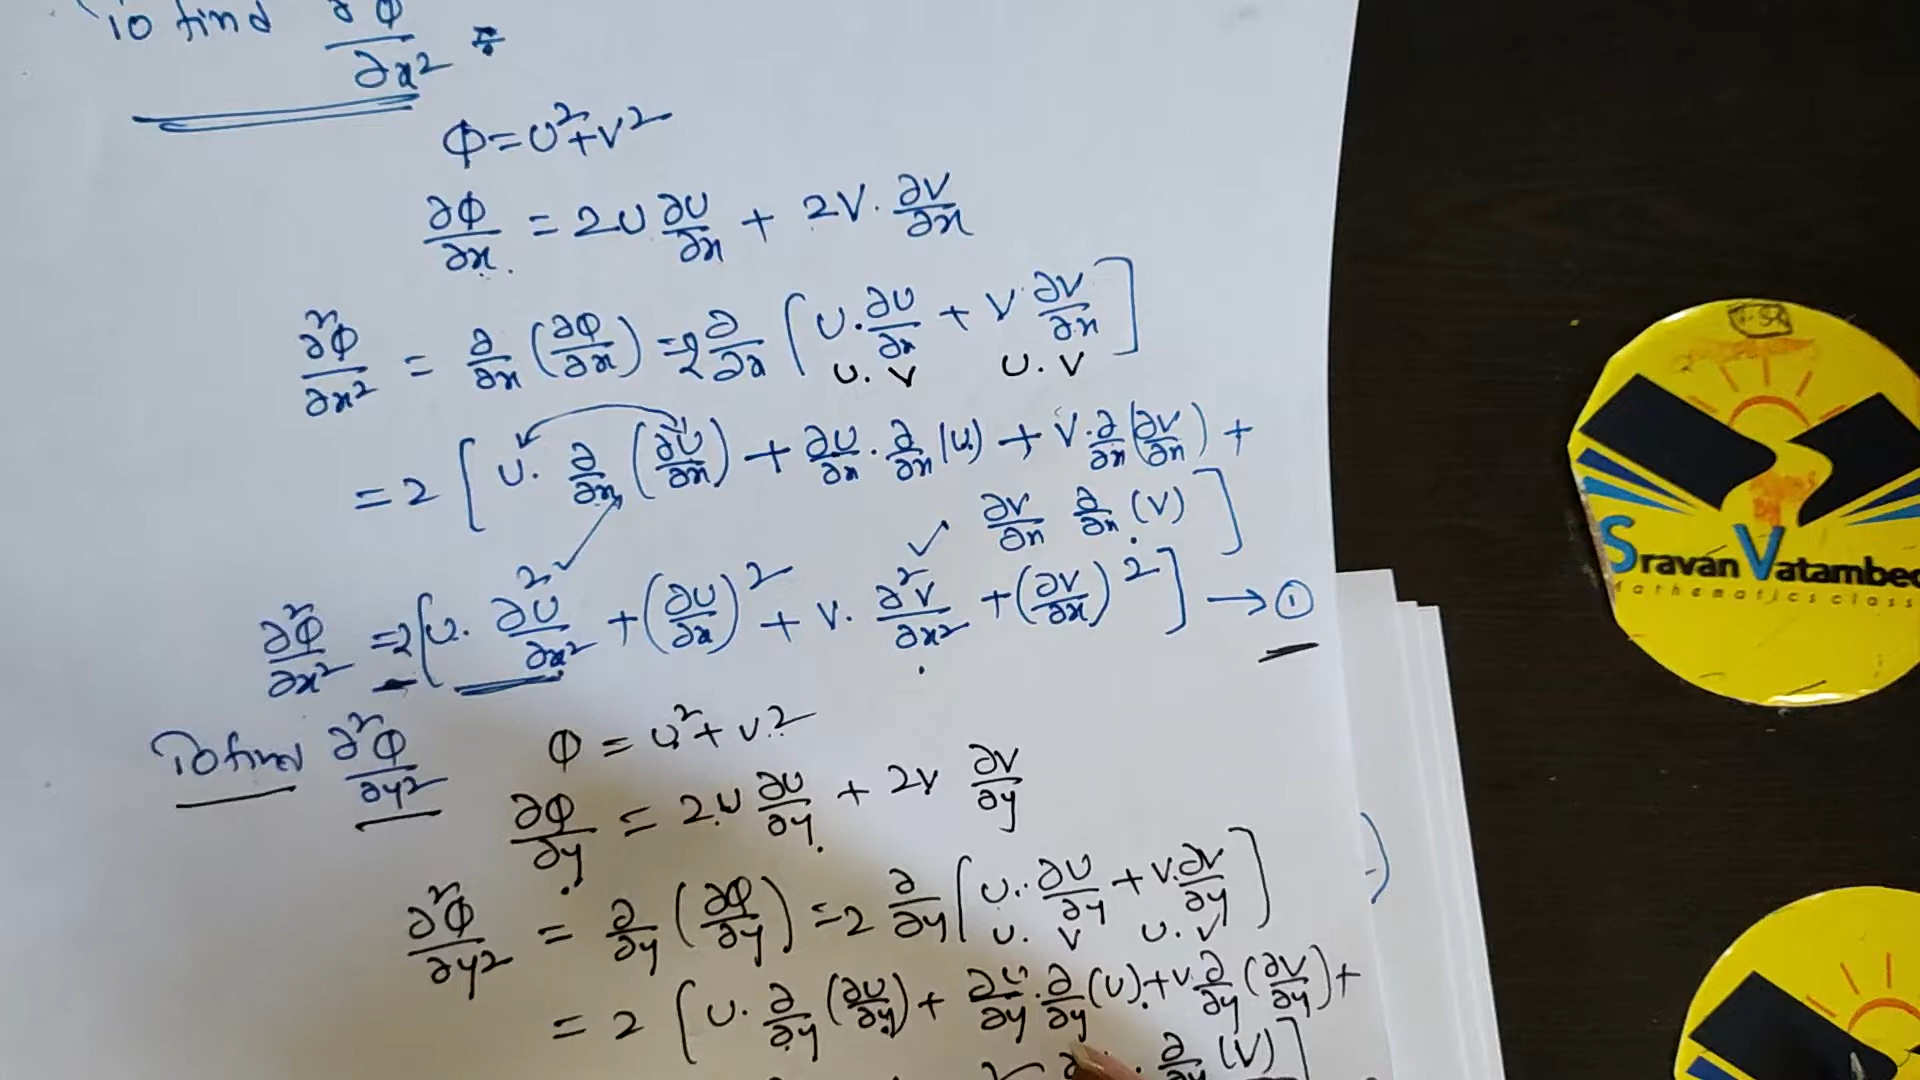 To find ∂²Φ/∂x² =
Φ = U² + V²
∂Φ/∂x = 2U ∂U/∂x + 2V. ∂V/∂x
∂²Φ/∂x² = ∂/∂x (∂Φ/∂x) = 2 ∂/∂x [U. ∂U/∂x + V. ∂V/∂x]
U. V U. V
= 2 [U. ∂/∂x (∂U/∂x) + ∂U/∂x . ∂/∂x (U) + V. ∂/∂x (∂V/∂x) +
∂V/∂x ∂/∂x (V)]
∂²Φ/∂x² = 2[U. ∂²U/∂x² + (∂U/∂x)² + V. ∂²V/∂x² + (∂V/∂x)²] → ①
To find ∂²Φ/∂y² Φ = U² + V²
∂Φ/∂y = 2U ∂U/∂y + 2V ∂V/∂y
∂²Φ/∂y² = ∂/∂y (∂Φ/∂y) = 2 ∂/∂y [U. ∂U/∂y + V. ∂V/∂y]
U. V U. V
= 2 [U. ∂/∂y (∂U/∂y) + ∂U/∂y . ∂/∂y (U) + V. ∂/∂y (∂V/∂y) +
. ∂/∂y (V)]
Sravan Vatambe
Mathematics class